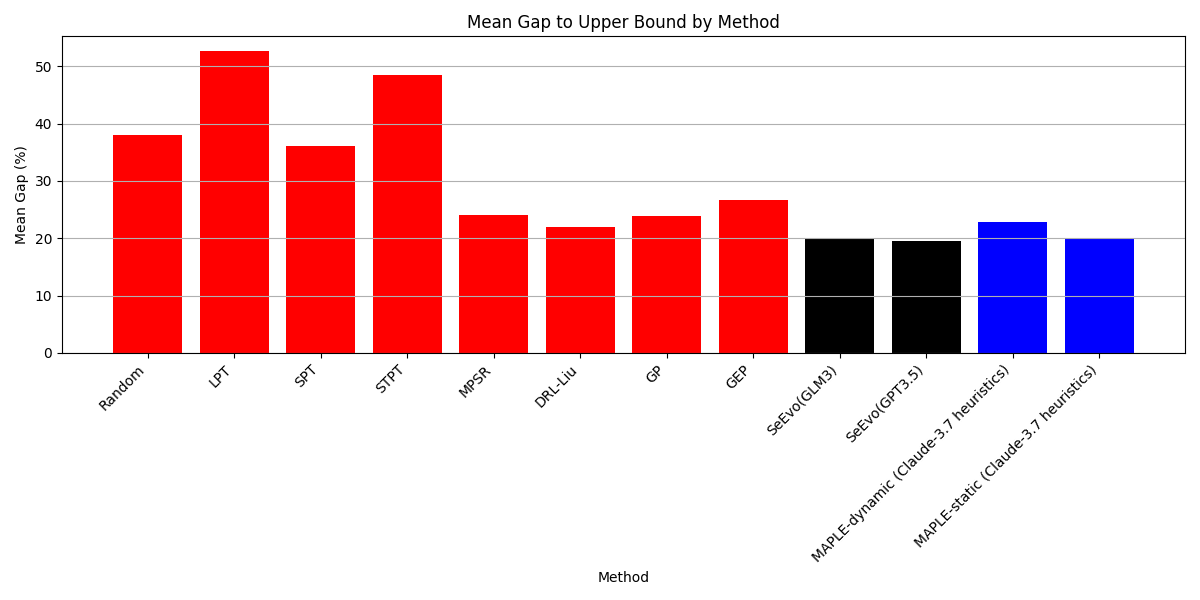 Mean Gap to Upper Bound by Method
Mean Gap (%)
50
40
30
20
10
0
Random
LPT
SPT
STPT
MPSR
DRL-Liu
GP
GEP
SeEvo(GLM3)
SeEvo(GPT3.5)
MAPLE-dynamic (Claude-3.7 heuristics)
MAPLE-static (Claude-3.7 heuristics)
Method